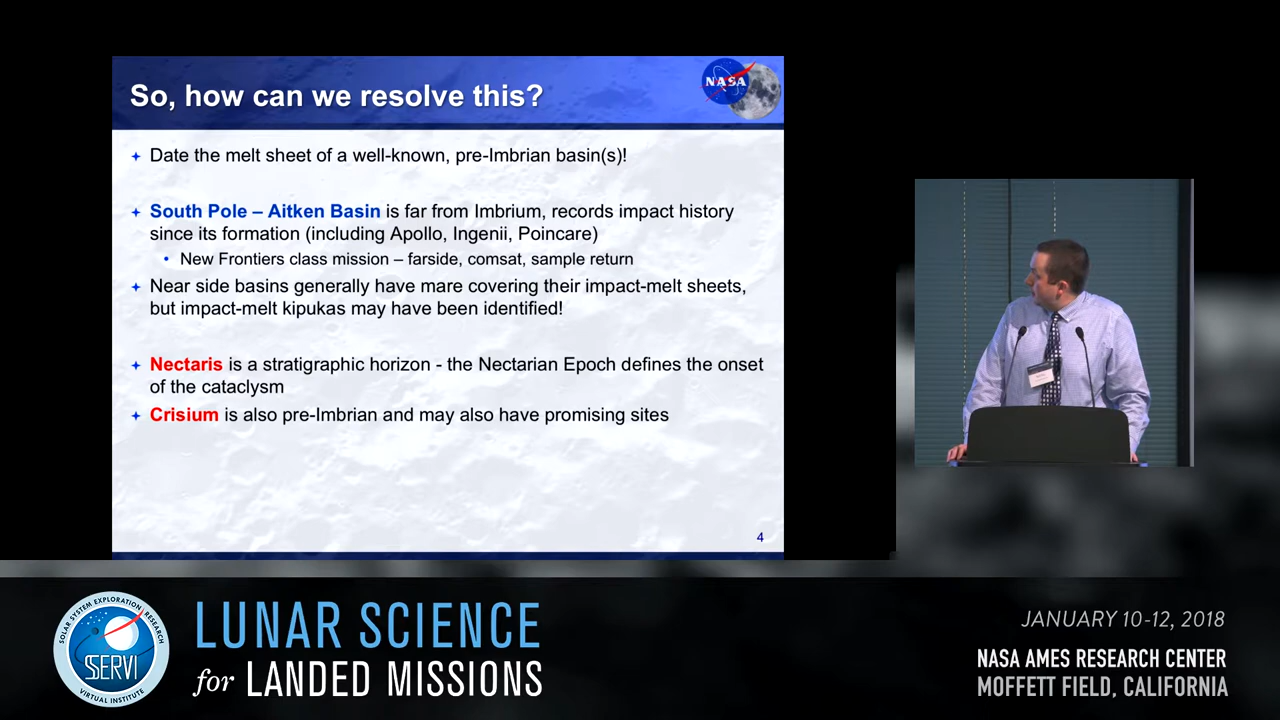 So, how can we resolve this?
NASA
Date the melt sheet of a well-known, pre-Imbrian basin(s)!
South Pole – Aitken Basin is far from Imbrium, records impact history
since its formation (including Apollo, Ingenii, Poincare)
• New Frontiers class mission – farside, comsat, sample return
Near side basins generally have mare covering their impact-melt sheets,
but impact-melt kipukas may have been identified!
Nectaris is a stratigraphic horizon - the Nectarian Epoch defines the onset
of the cataclysm
Crisium is also pre-Imbrian and may also have promising sites
4
SOLAR SYSTEM EXPLORATION RESEARCH
SSERVI
VIRTUAL INSTITUTE
LUNAR SCIENCE
for LANDED MISSIONS
JANUARY 10-12, 2018
NASA AMES RESEARCH CENTER
MOFFETT FIELD, CALIFORNIA